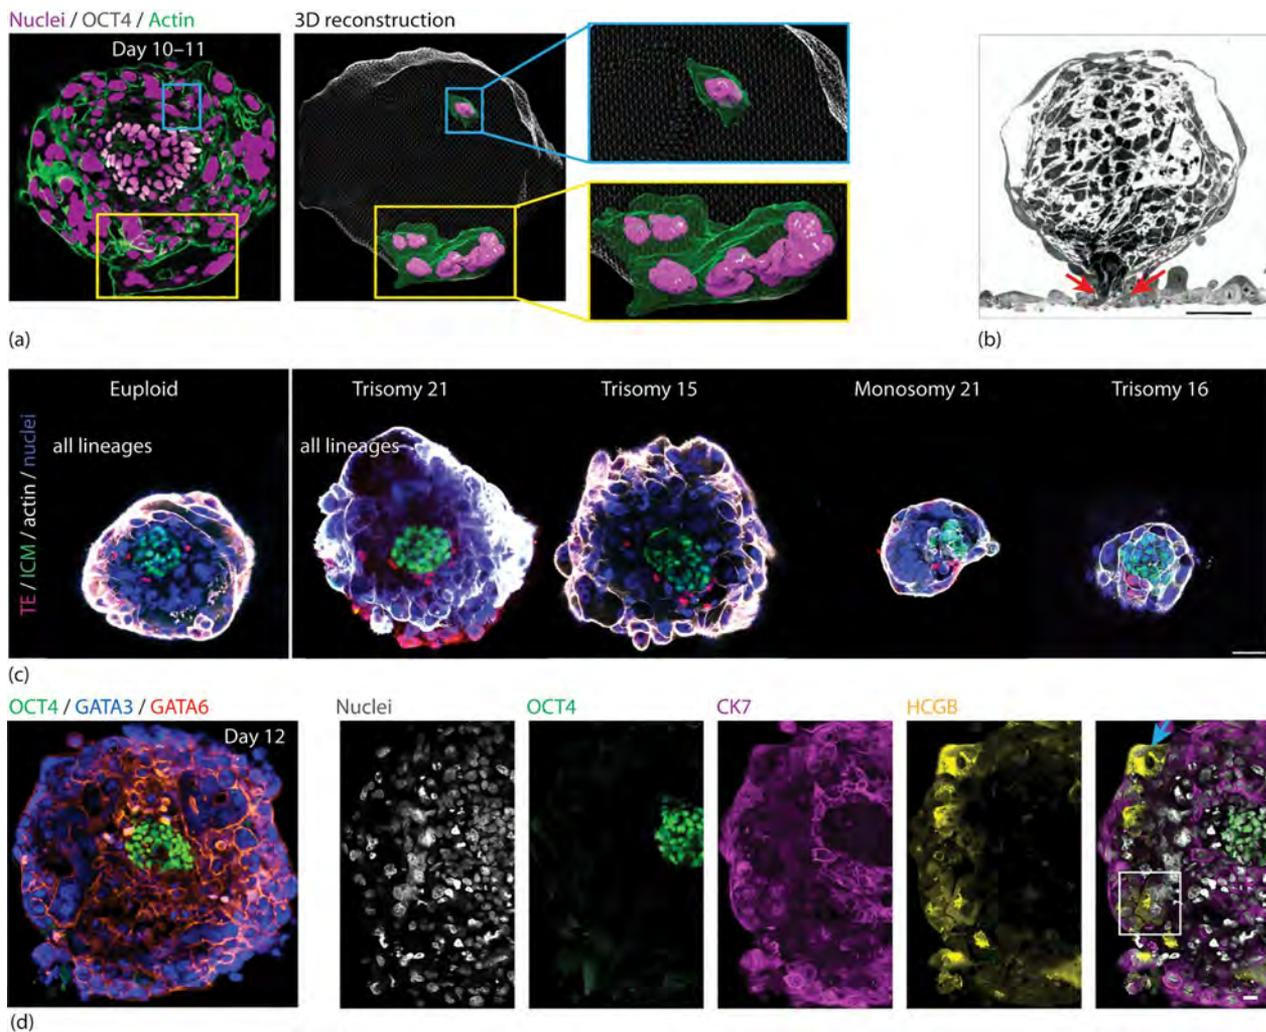 Nuclei / OCT4 / Actin
3D reconstruction
Day 10–11
(a)
(b)
Euploid
Trisomy 21
Trisomy 15
Monosomy 21
Trisomy 16
TE / ICM / actin / nuclei
all lineages
all lineages
(c)
OCT4 / GATA3 / GATA6
Nuclei
OCT4
CK7
HCGB
Day 12
(d)